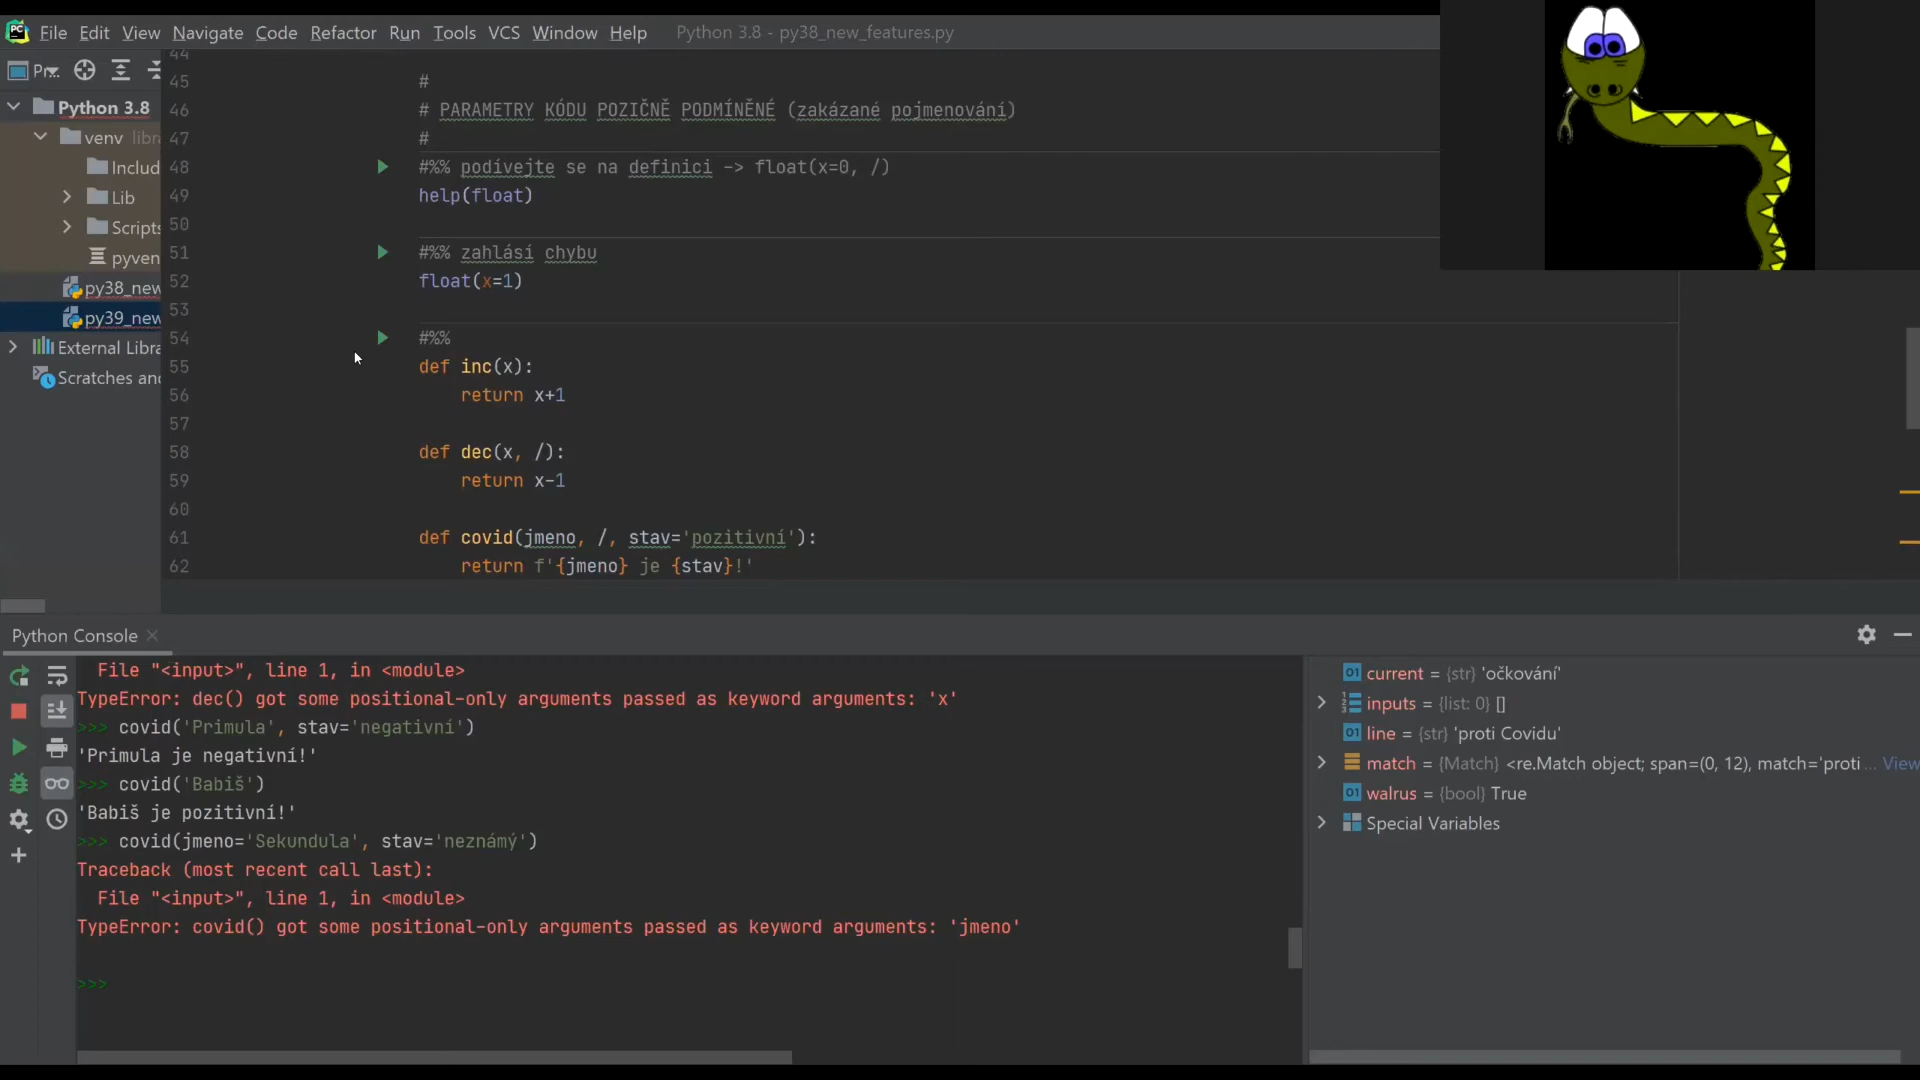 PC File Edit View Navigate Code Refactor Run Tools VCS Window Help Python 3.8 - py38_new_features.py
Pr
Python 3.8
venv libra
Includ
Lib
Scripts
pyven
py38_new
py39_new
External Libra
Scratches and
44
45 #
46 # PARAMETRY KÓDU POZIČNĚ PODMÍNĚNÉ (zakázané pojmenování)
47 #
48 #%% podívejte se na definici -> float(x=0, /)
49 help(float)
50
51 #%% zahlásí chybu
52 float(x=1)
53
54 #%%
55 def inc(x):
56 return x+1
57
58 def dec(x, /):
59 return x-1
60
61 def covid(jmeno, /, stav='pozitivní'):
62 return f'{jmeno} je {stav}!'
Python Console
File "<input>", line 1, in <module>
TypeError: dec() got some positional-only arguments passed as keyword arguments: 'x'
>>> covid('Primula', stav='negativní')
'Primula je negativní!'
>>> covid('Babiš')
'Babiš je pozitivní!'
>>> covid(jmeno='Sekundula', stav='neznámý')
Traceback (most recent call last):
File "<input>", line 1, in <module>
TypeError: covid() got some positional-only arguments passed as keyword arguments: 'jmeno'
>>>
current = {str} 'očkování'
inputs = {list: 0} []
line = {str} 'proti Covidu'
match = {Match} <re.Match object; span=(0, 12), match='proti ... View
walrus = {bool} True
Special Variables